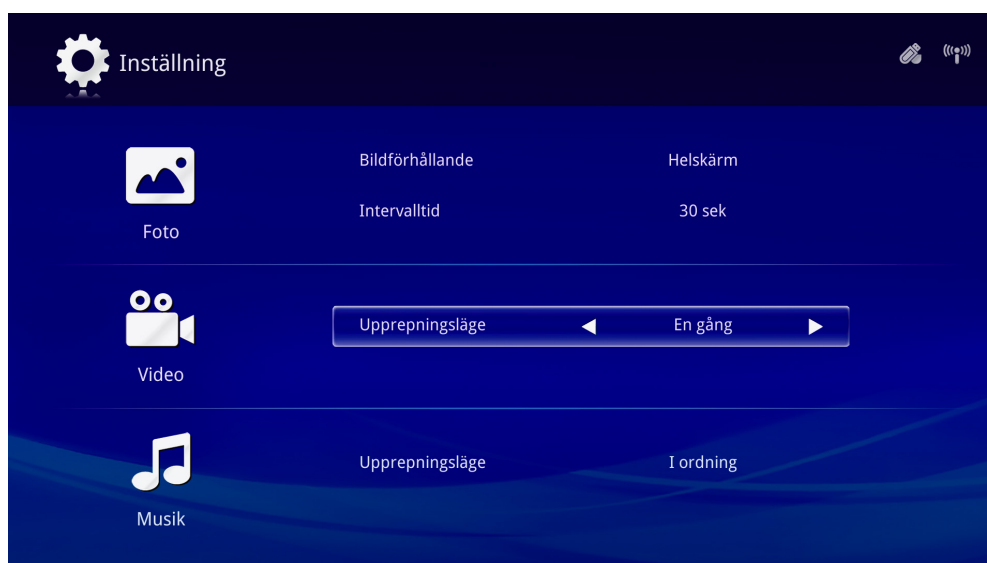 Inställning
Bildförhållande Helskärm
Intervalltid 30 sek
Foto
Upprepningsläge En gång
Video
Upprepningsläge I ordning
Musik